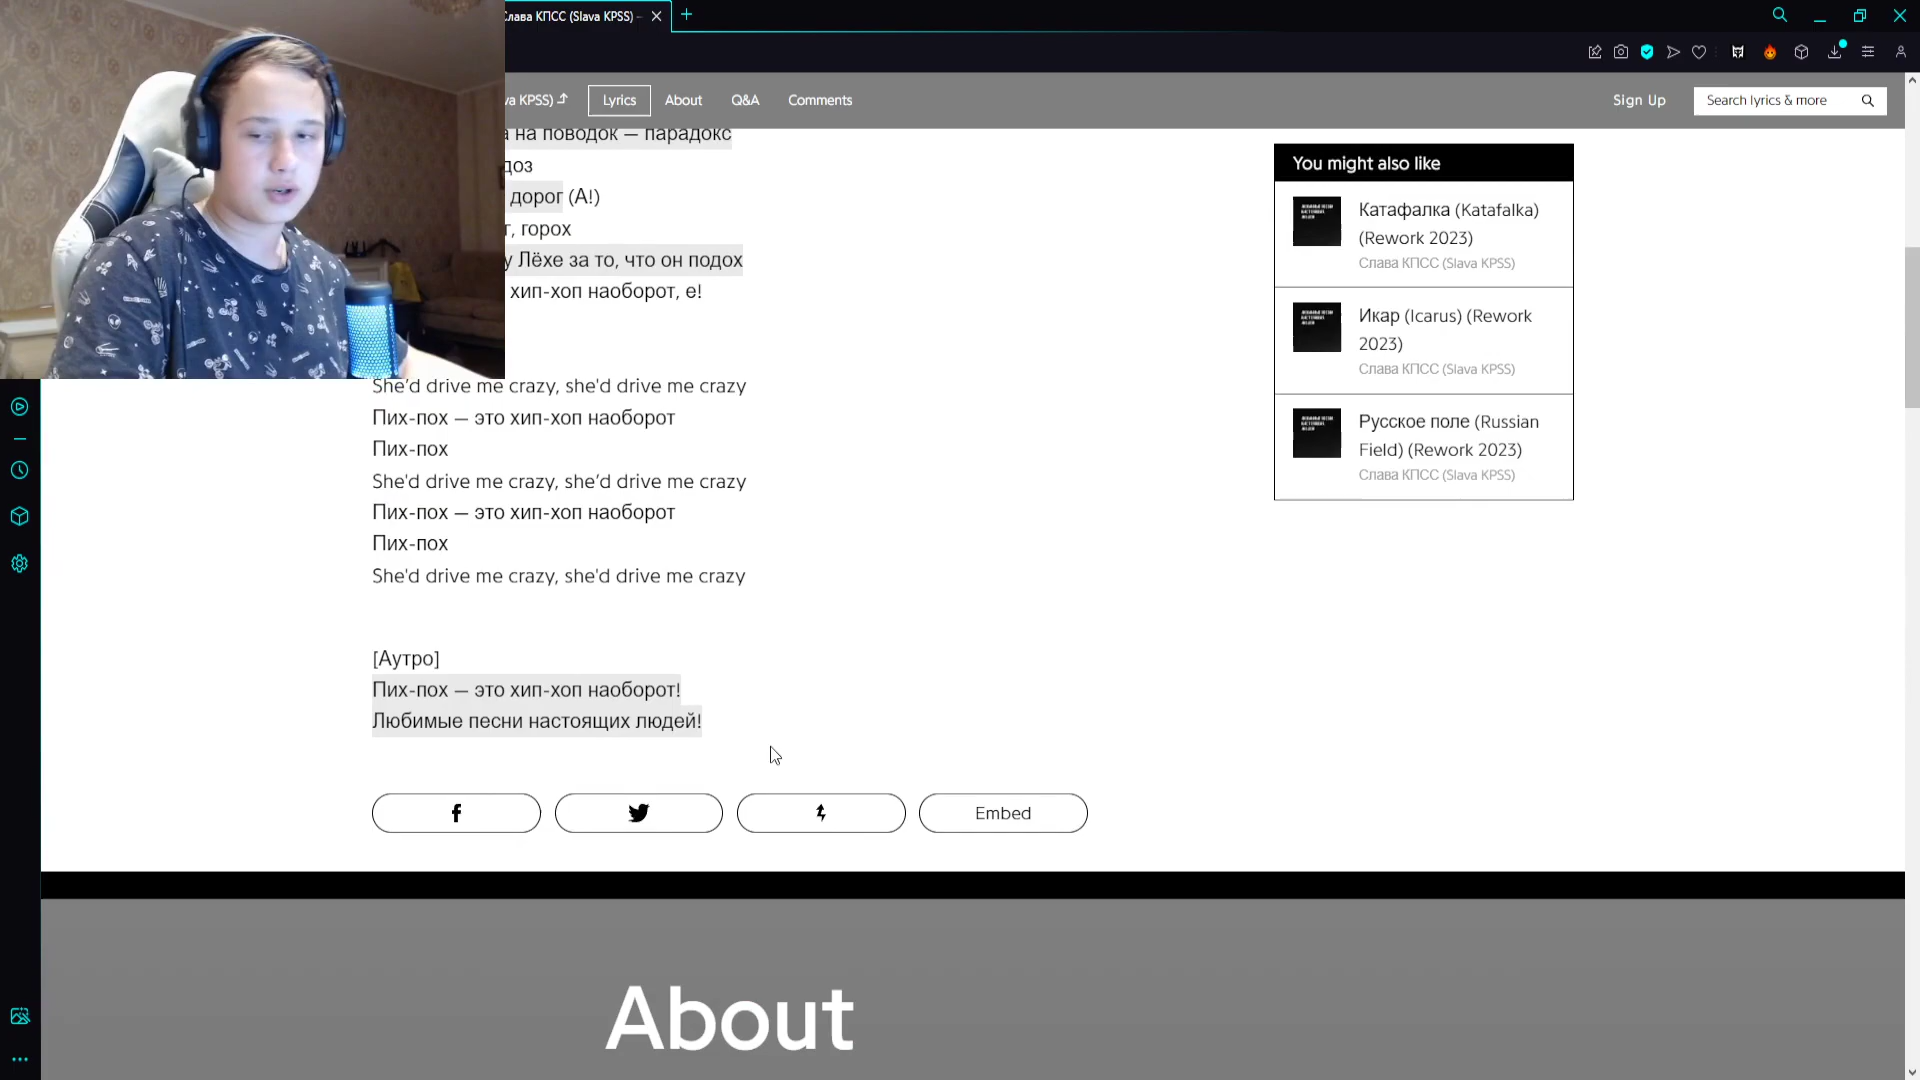 Слава КПСС (Slava KPSS) –
va KPSS)
Lyrics
About
Q&A
Comments
Sign Up
Search lyrics & more
а на поводок — парадокс
доз
дорог (А!)
г, горох
у Лёхе за то, что он подох
хип-хоп наоборот, е!
She’d drive me crazy, she'd drive me crazy
Пих-пох — это хип-хоп наоборот
Пих-пох
She'd drive me crazy, she’d drive me crazy
Пих-пох — это хип-хоп наоборот
Пих-пох
She'd drive me crazy, she'd drive me crazy
[Аутро]
Пих-пох — это хип-хоп наоборот!
Любимые песни настоящих людей!
Embed
You might also like
Катафалка (Katafalka)
(Rework 2023)
Слава КПСС (Slava KPSS)
Икар (Icarus) (Rework
2023)
Слава КПСС (Slava KPSS)
Русское поле (Russian
Field) (Rework 2023)
Слава КПСС (Slava KPSS)
About